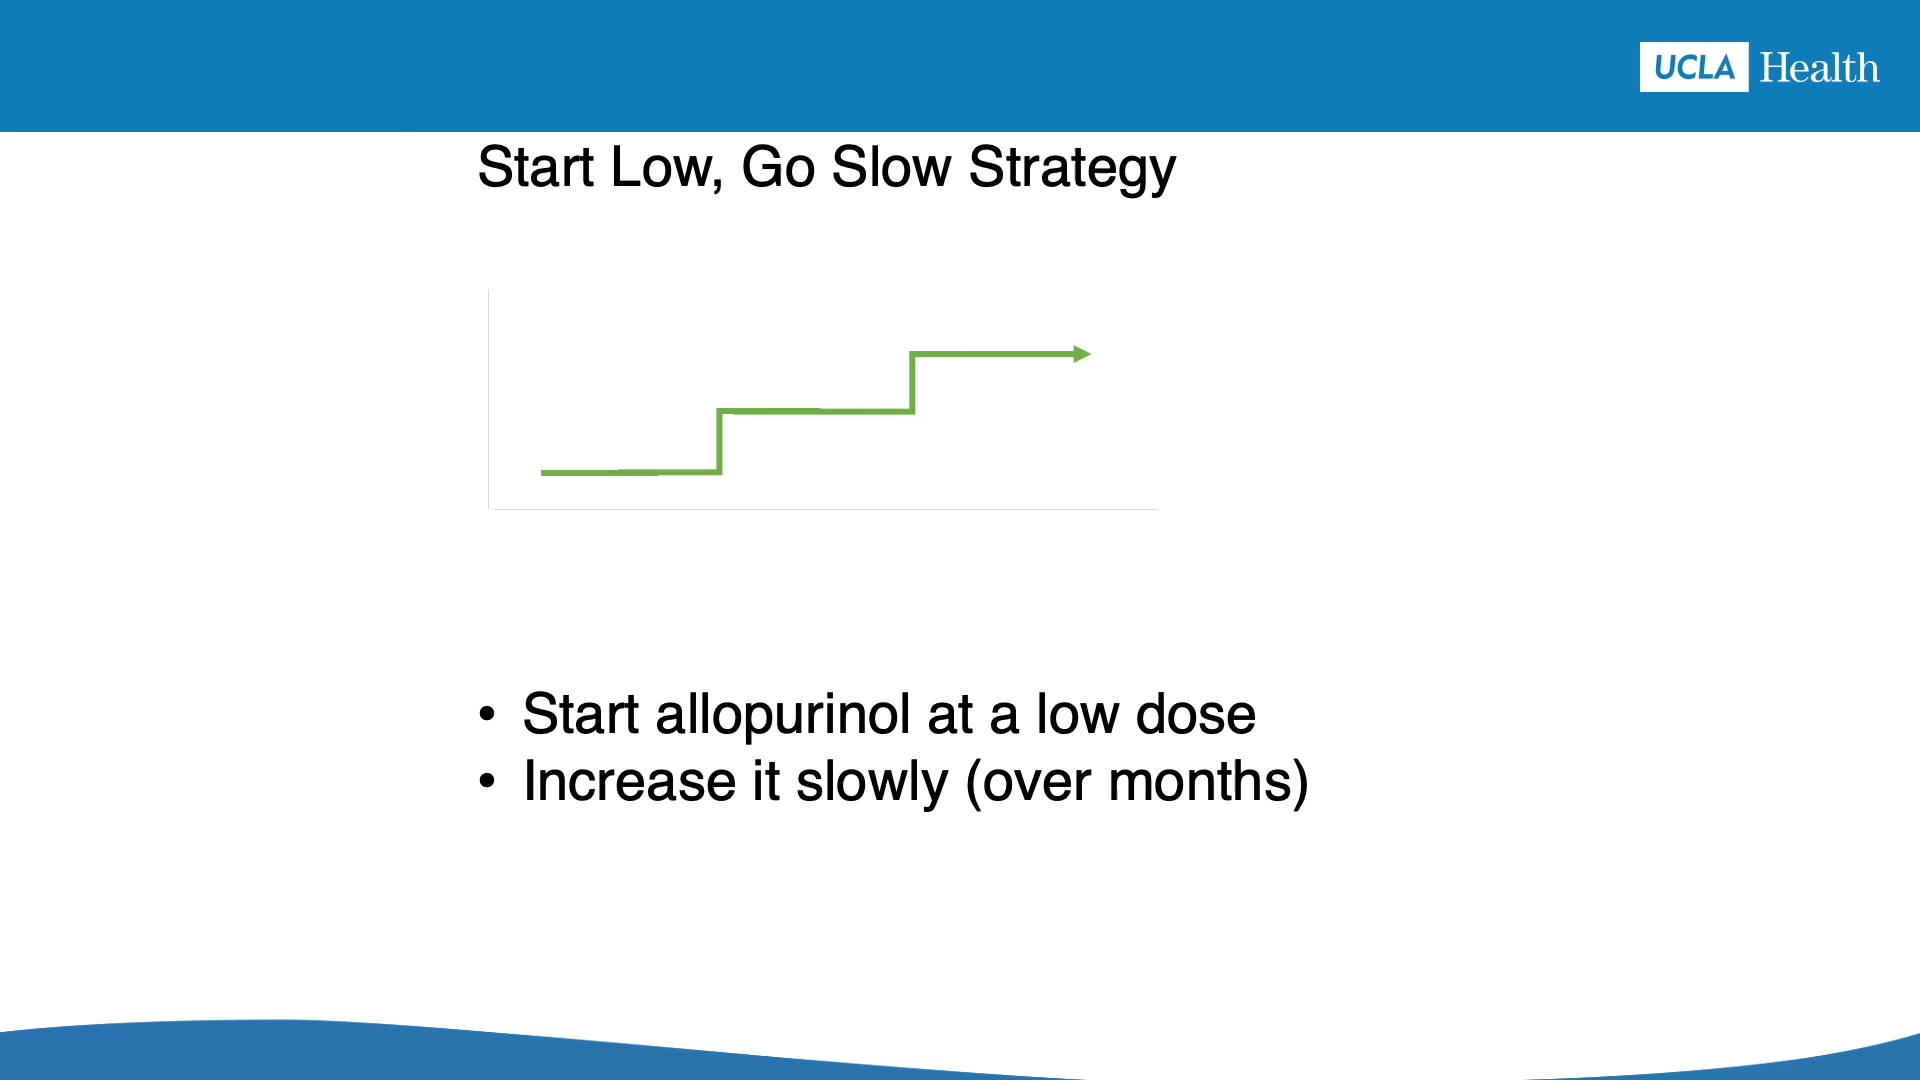 UCLA Health
Start Low, Go Slow Strategy
• Start allopurinol at a low dose
• Increase it slowly (over months)